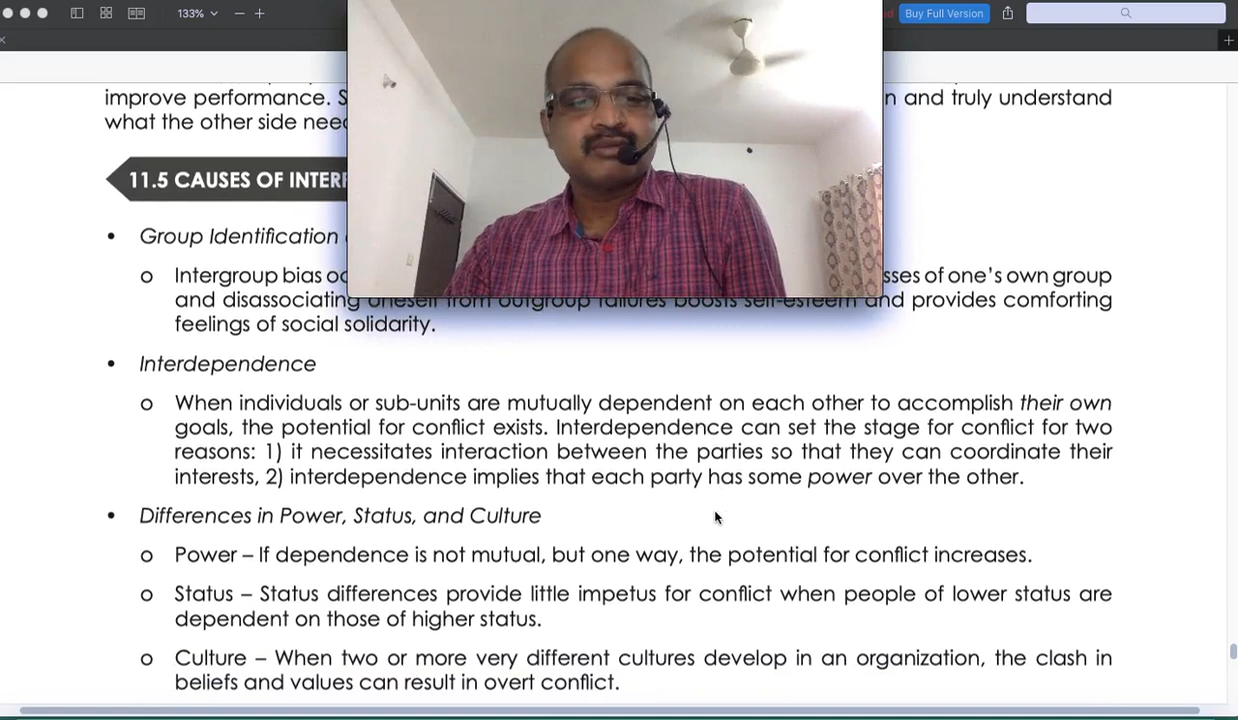 133%
Buy Full Version
improve performance.
and truly understand
what the other side
11.5 CAUSES OF
Group Identification
o Intergroup bias of one's own group
and disassociating oneself from outgroup failures boosts self-esteem and provides comforting
feelings of social solidarity.
• Interdependence
o When individuals or sub-units are mutually dependent on each other to accomplish their own
goals, the potential for conflict exists. Interdependence can set the stage for conflict for two
reasons: 1) it necessitates interaction between the parties so that they can coordinate their
interests, 2) interdependence implies that each party has some power over the other.
• Differences in Power, Status, and Culture
o Power – If dependence is not mutual, but one way, the potential for conflict increases.
o Status – Status differences provide little impetus for conflict when people of lower status are
dependent on those of higher status.
o Culture – When two or more very different cultures develop in an organization, the clash in
beliefs and values can result in overt conflict.